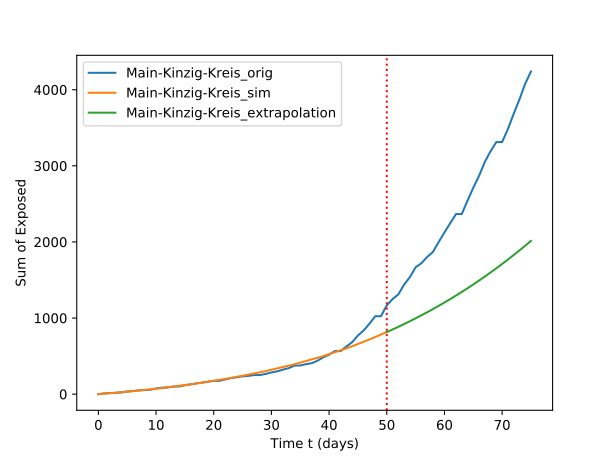 Main-Kinzig-Kreis_orig
Main-Kinzig-Kreis_sim
Main-Kinzig-Kreis_extrapolation
Sum of Exposed
4000
3000
2000
1000
0
0 10 20 30 40 50 60 70
Time t (days)